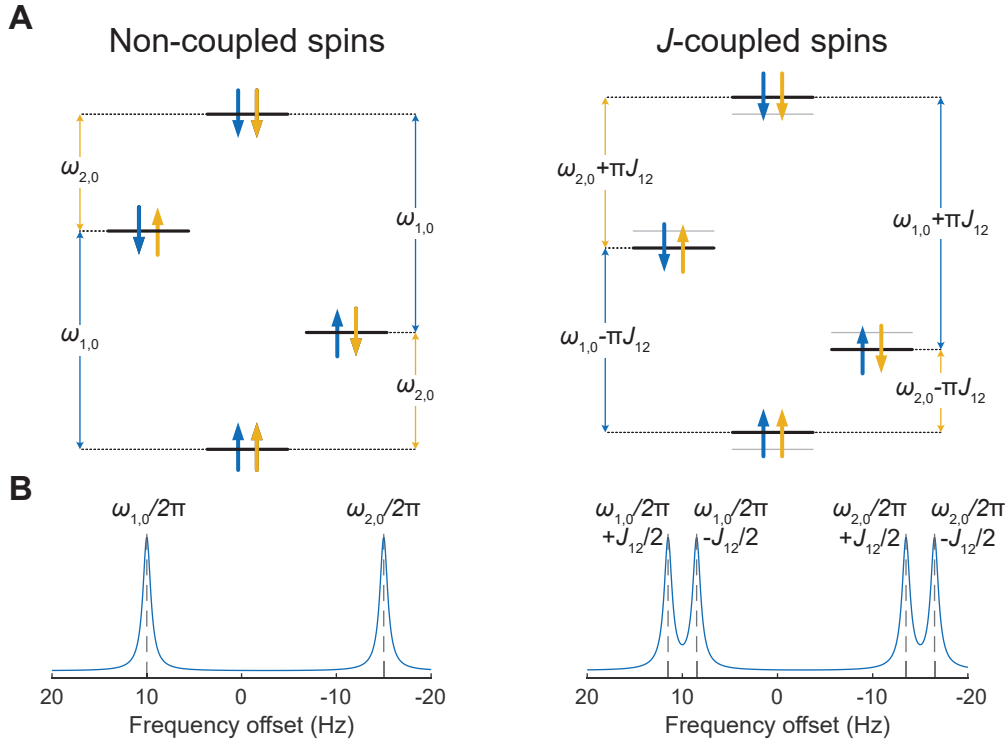 A
Non-coupled spins
J-coupled spins
ω2,0
ω1,0
ω1,0
ω2,0
ω2,0+πJ12
ω1,0-πJ12
ω1,0+πJ12
ω2,0-πJ12
B
ω1,0/2π
ω2,0/2π
ω1,0/2π
+J12/2
ω1,0/2π
-J12/2
ω2,0/2π
+J12/2
ω2,0/2π
-J12/2
20 10 0 -10 -20
Frequency offset (Hz)
20 10 0 -10 -20
Frequency offset (Hz)